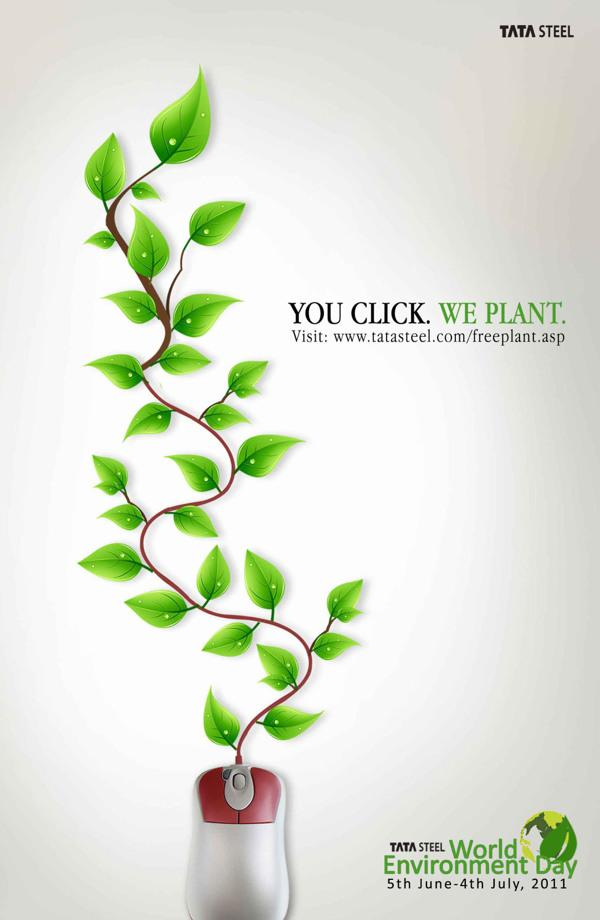 TATA STEEL
YOU CLICK. WE PLANT.
Visit: www.tatasteel.com/freeplant.asp
TATA STEEL World
Environment Day
5th June-4th July, 2011